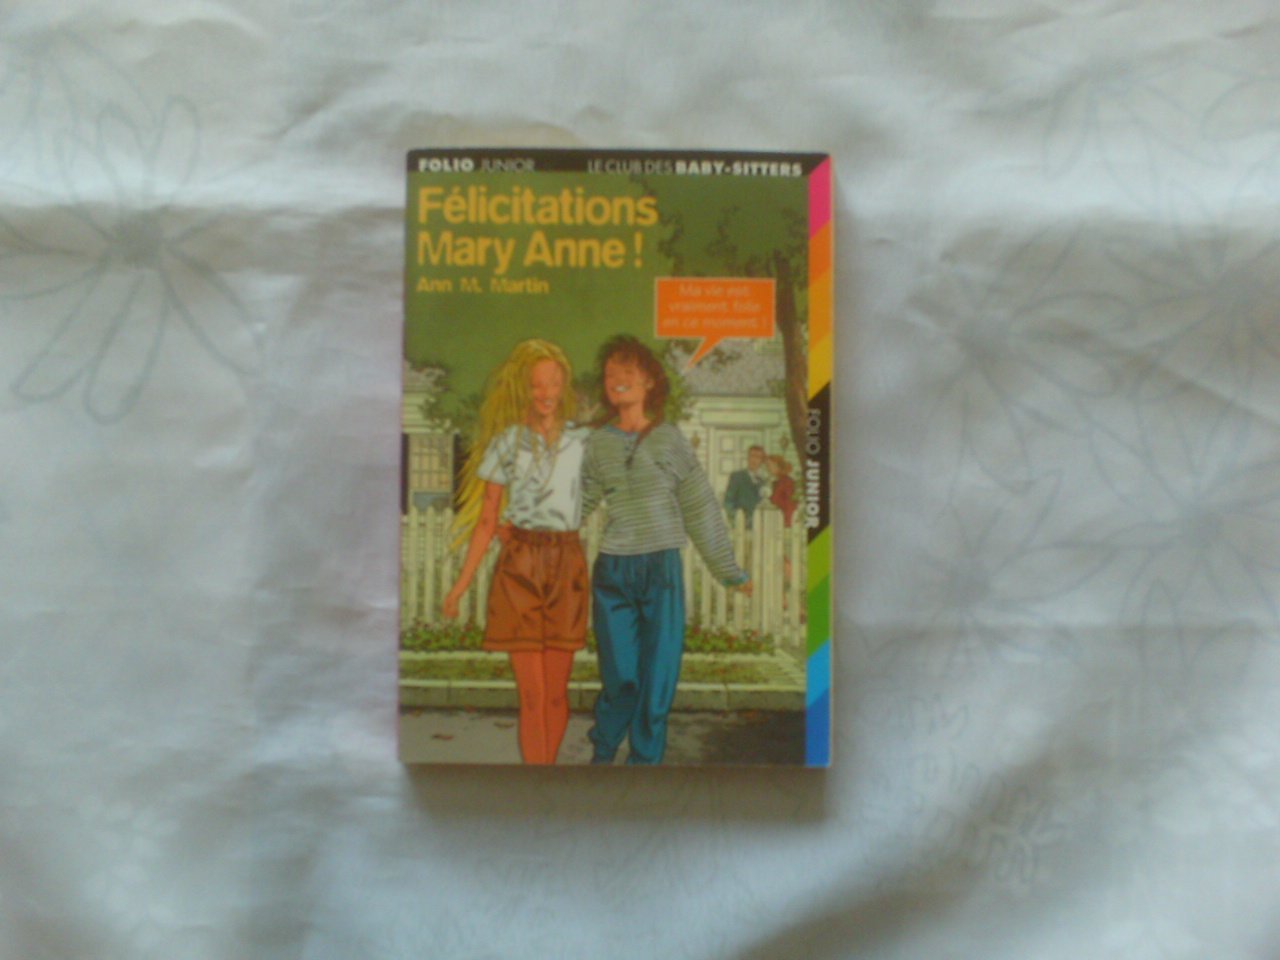 FOLIO JUNIOR
LE CLUB DES BABY-SITTERS
Félicitations
Mary Anne !
Ann M. Martin
Ma vie est
vraiment folle
en ce moment !
FOLIO JUNIOR